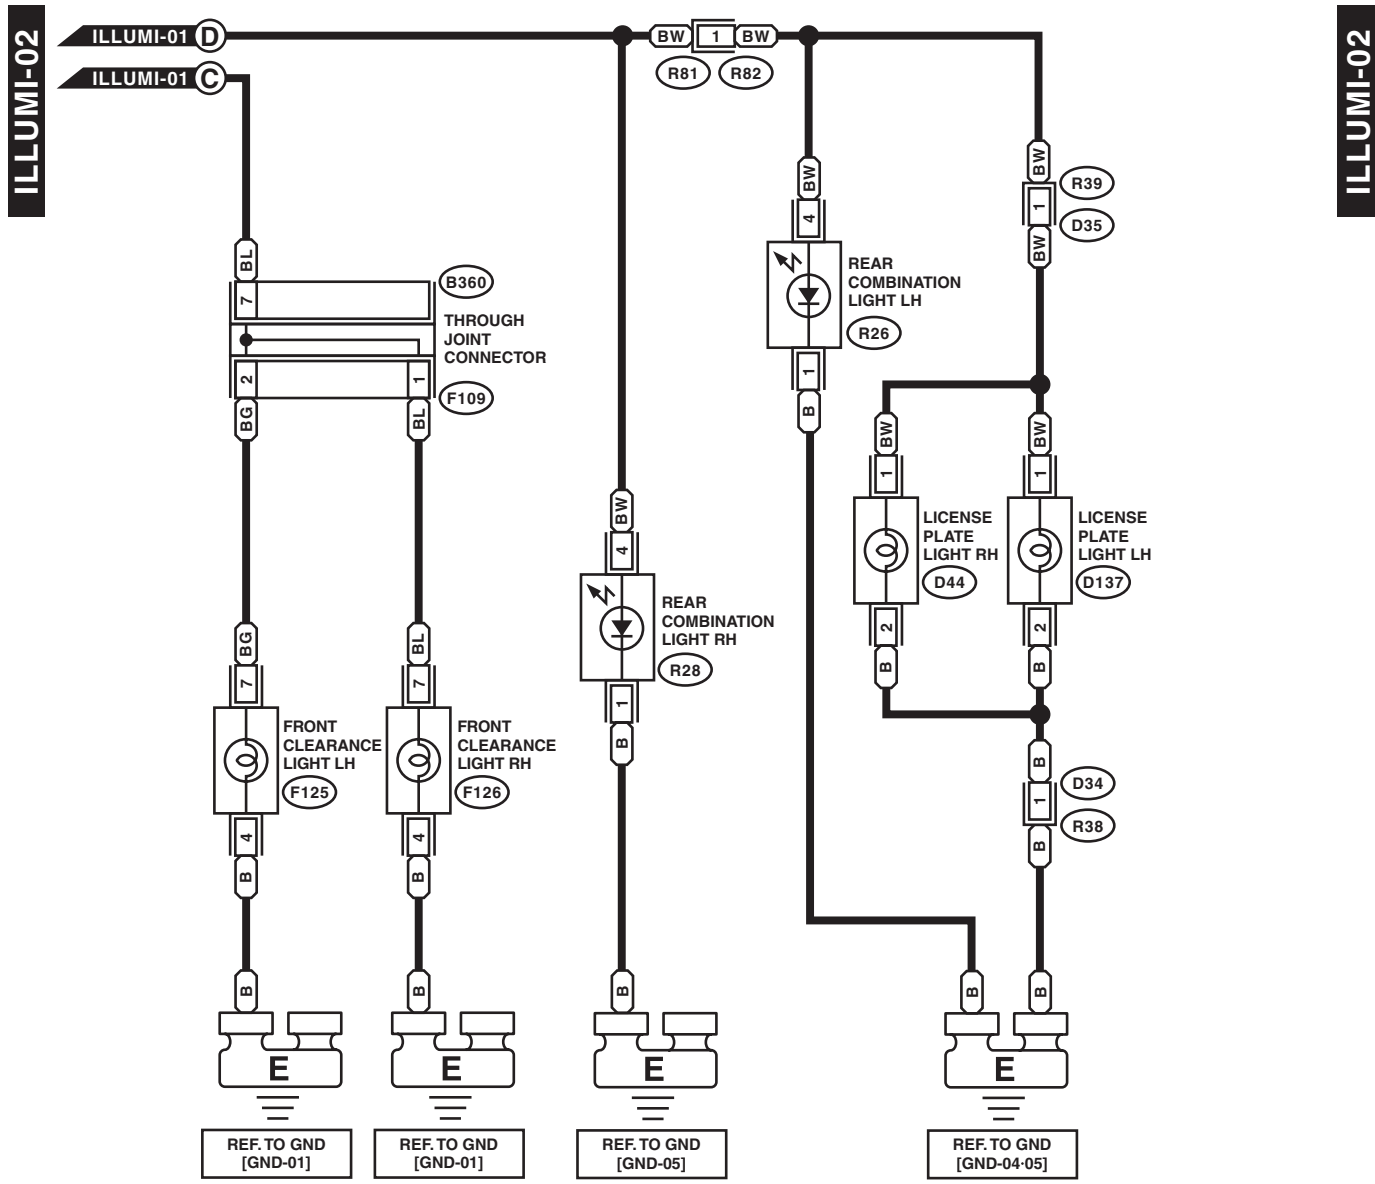 ILLUMI-02
ILLUMI-02
ILLUMI-01 D
BW 1 BW
R81 R82
ILLUMI-01 C
BL
7
B360
THROUGH
JOINT
CONNECTOR
2 1
F109
BG BL
BG BL
7 7
FRONT
CLEARANCE
LIGHT LH
F125
FRONT
CLEARANCE
LIGHT RH
F126
4 4
B B
B B
BW
4
REAR
COMBINATION
LIGHT RH
R28
1
B
B
BW
4
REAR
COMBINATION
LIGHT LH
R26
1
B
B
BW
R39
1
D35
BW
BW BW
1 1
LICENSE
PLATE
LIGHT RH
D44
LICENSE
PLATE
LIGHT LH
D137
2 2
B B
B
D34
1
R38
B
B
E E E E
REF. TO GND
[GND-01]
REF. TO GND
[GND-01]
REF. TO GND
[GND-05]
REF. TO GND
[GND-04·05]